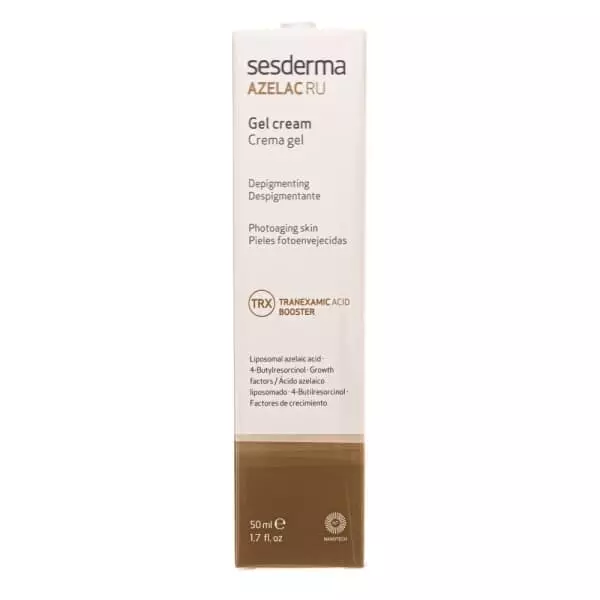 sesderma
AZELAC RU
Gel cream
Crema gel
Depigmenting
Despigmentante
Photoaging skin
Pieles fotoenvejecidas
TRX TRANEXAMIC ACID
BOOSTER
Liposomal azelaic acid ·
4-Butylresorcinol · Growth
factors / Ácido azelaico
liposomado · 4-Butilresorcinol ·
Factores de crecimiento
50 ml e
1.7 fl. oz
NANOTECH